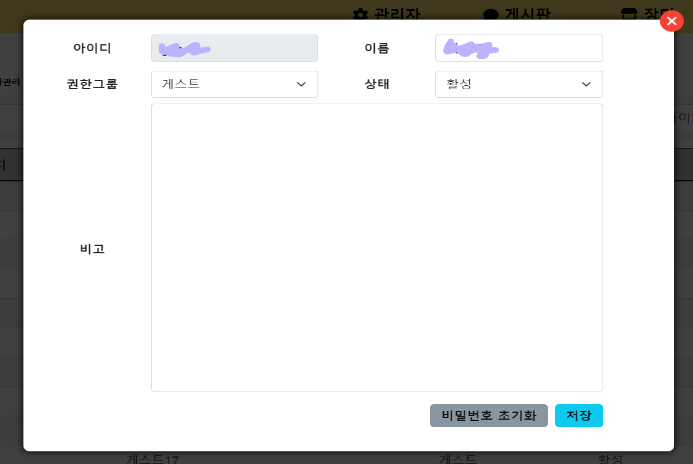 관리자 게시판
아이디 이름
권한그룹 게스트 상태 활성
비고
비밀번호 초기화 저장
게스트17 게스트 활성